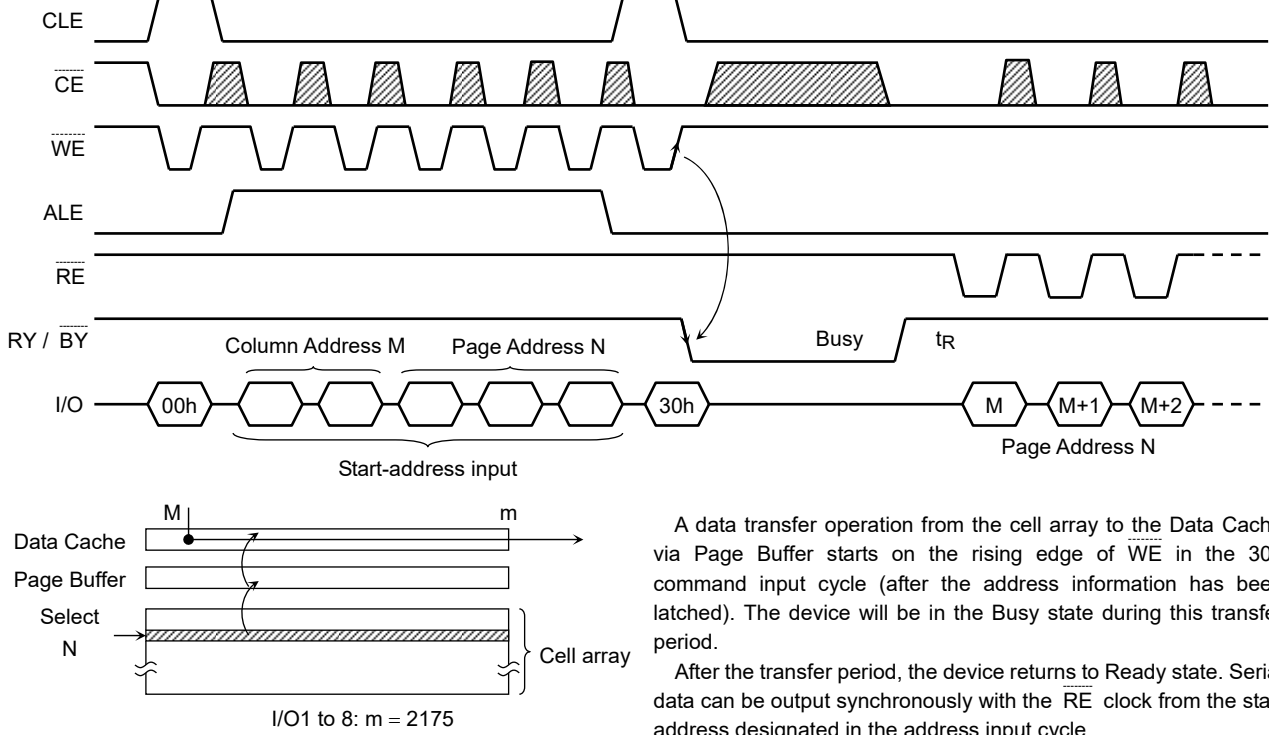 CLE
CE
WE
ALE
RE
RY / BY
Busy
tR
Column Address M
Page Address N
I/O
00h
30h
M
M+1
M+2
Page Address N
Start-address input
M
m
Data Cache
Page Buffer
Select
N
Cell array
I/O1 to 8: m = 2175
A data transfer operation from the cell array to the Data Cach
via Page Buffer starts on the rising edge of WE in the 30
command input cycle (after the address information has bee
latched). The device will be in the Busy state during this transfe
period.
After the transfer period, the device returns to Ready state. Seria
data can be output synchronously with the RE clock from the sta
address designated in the address input cycle